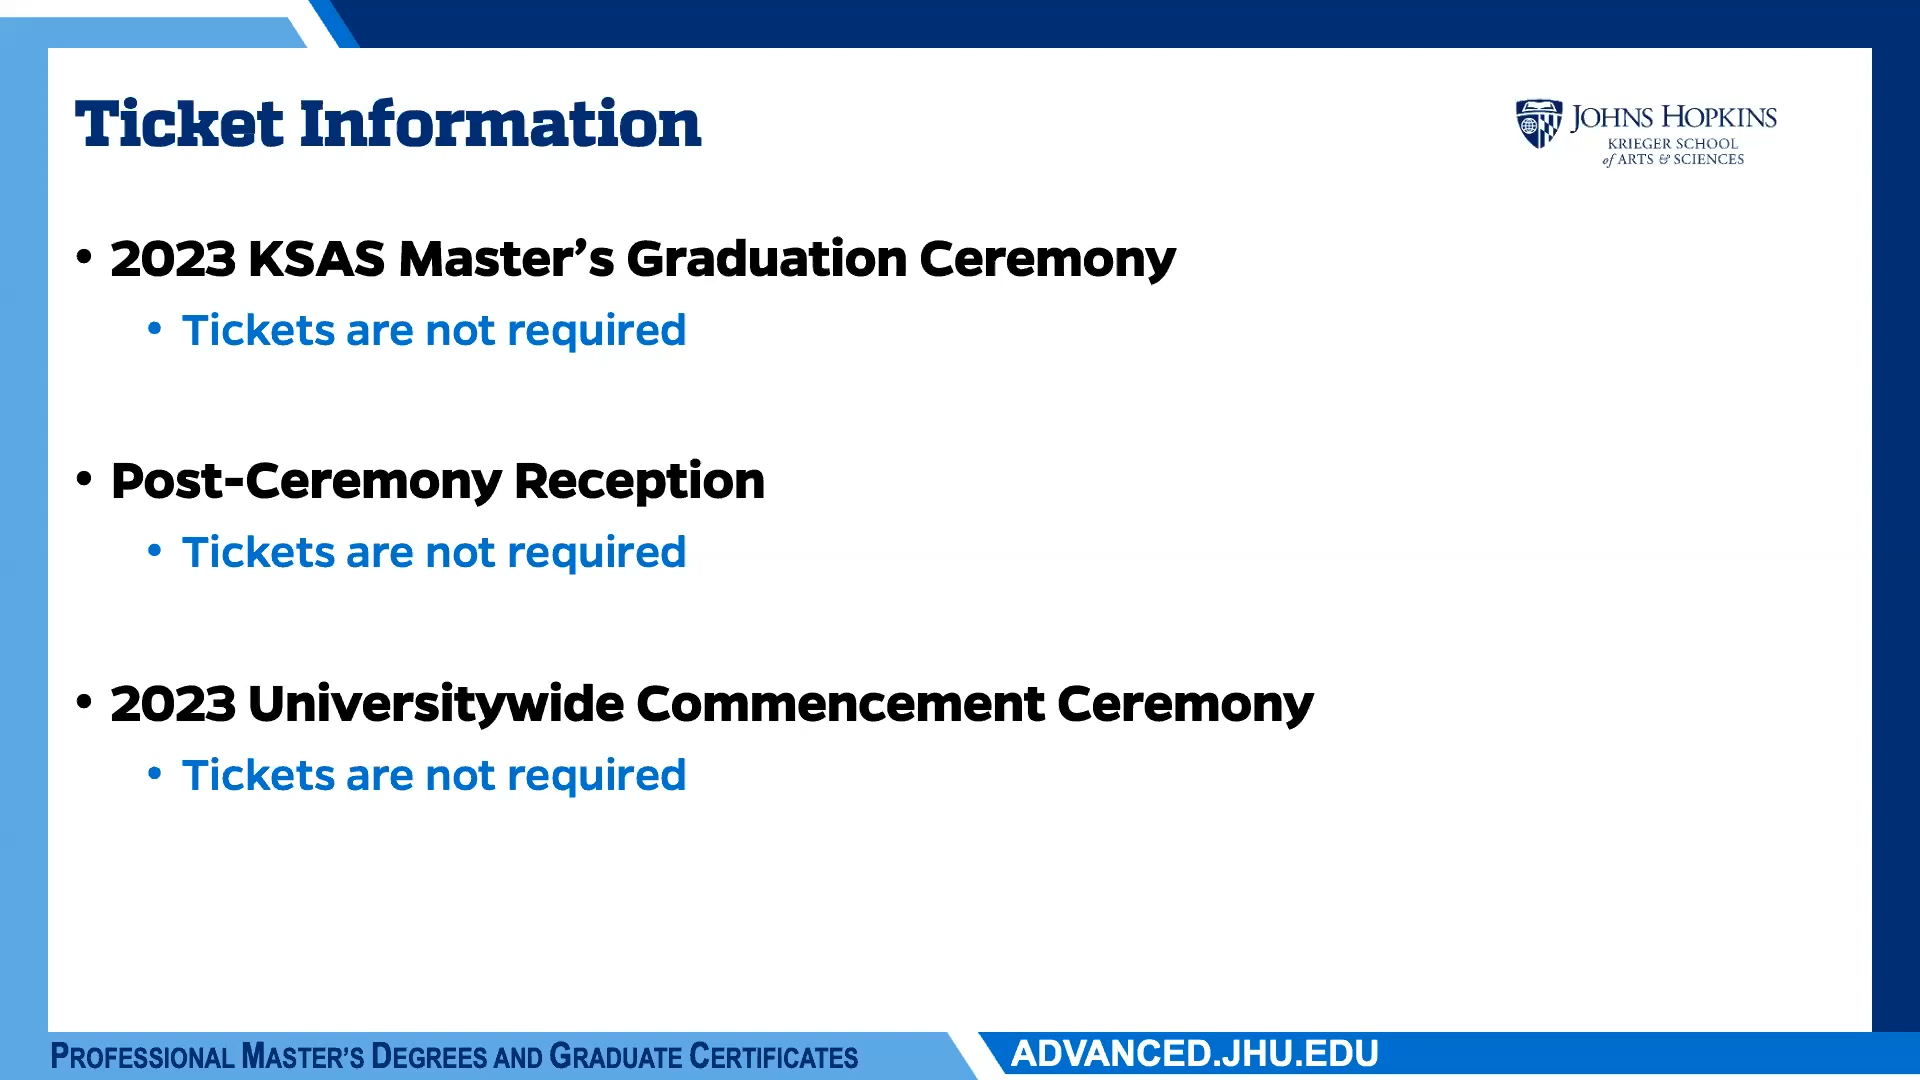 Ticket Information
JOHNS HOPKINS
KRIEGER SCHOOL
of ARTS & SCIENCES
• 2023 KSAS Master’s Graduation Ceremony
• Tickets are not required
• Post-Ceremony Reception
• Tickets are not required
• 2023 Universitywide Commencement Ceremony
• Tickets are not required
PROFESSIONAL MASTER’S DEGREES AND GRADUATE CERTIFICATES
ADVANCED.JHU.EDU